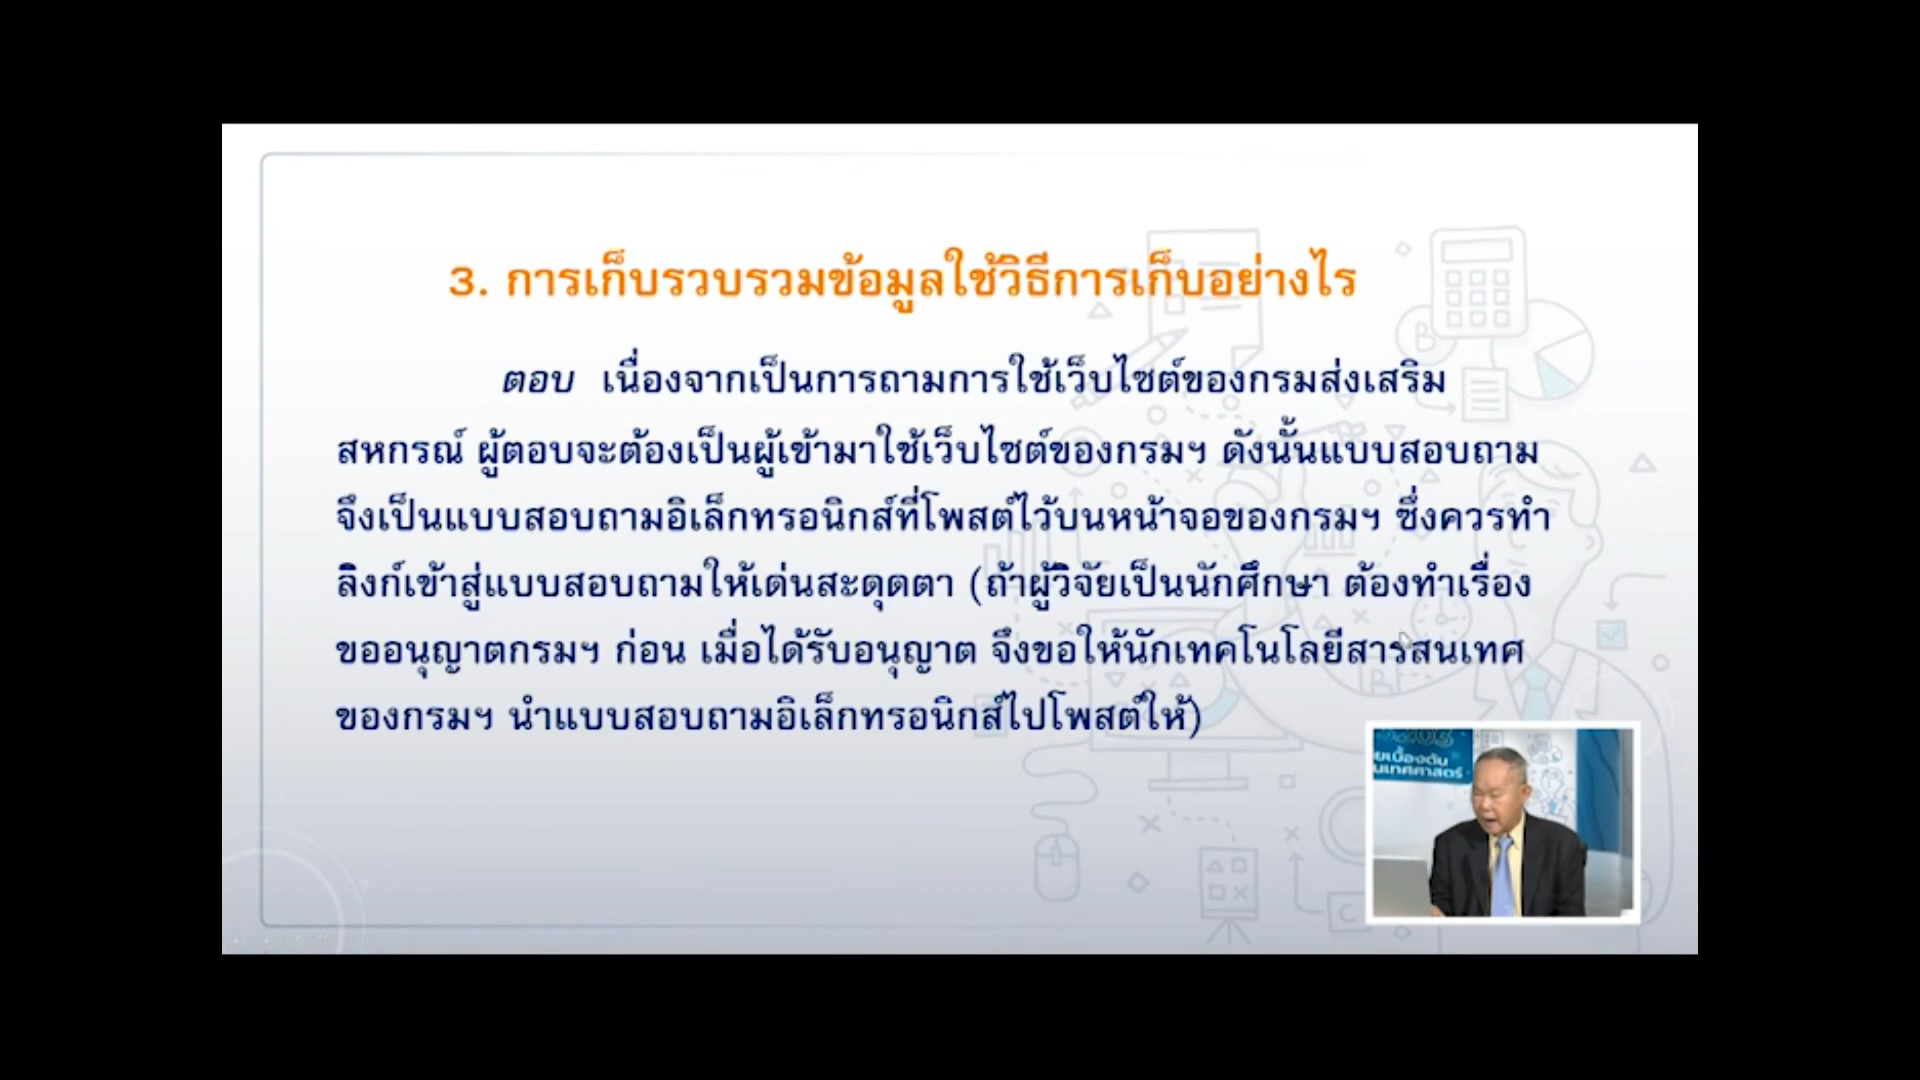 3. การเก็บรวบรวมข้อมูลใช้วิธีการเก็บอย่างไร
ตอบ เนื่องจากเป็นการถามการใช้เว็บไซต์ของกรมส่งเสริม
สหกรณ์ ผู้ตอบจะต้องเป็นผู้เข้ามาใช้เว็บไซต์ของกรมฯ ดังนั้นแบบสอบถาม
จึงเป็นแบบสอบถามอิเล็กทรอนิกส์ที่โพสต์ไว้บนหน้าจอของกรมฯ ซึ่งควรทำ
ลิงก์เข้าสู่แบบสอบถามให้เด่นสะดุดตา (ถ้าผู้วิจัยเป็นนักศึกษา ต้องทำเรื่อง
ขออนุญาตกรมฯ ก่อน เมื่อได้รับอนุญาต จึงขอให้นักเทคโนโลยีสารสนเทศ
ของกรมฯ นำแบบสอบถามอิเล็กทรอนิกส์ไปโพสต์ให้)